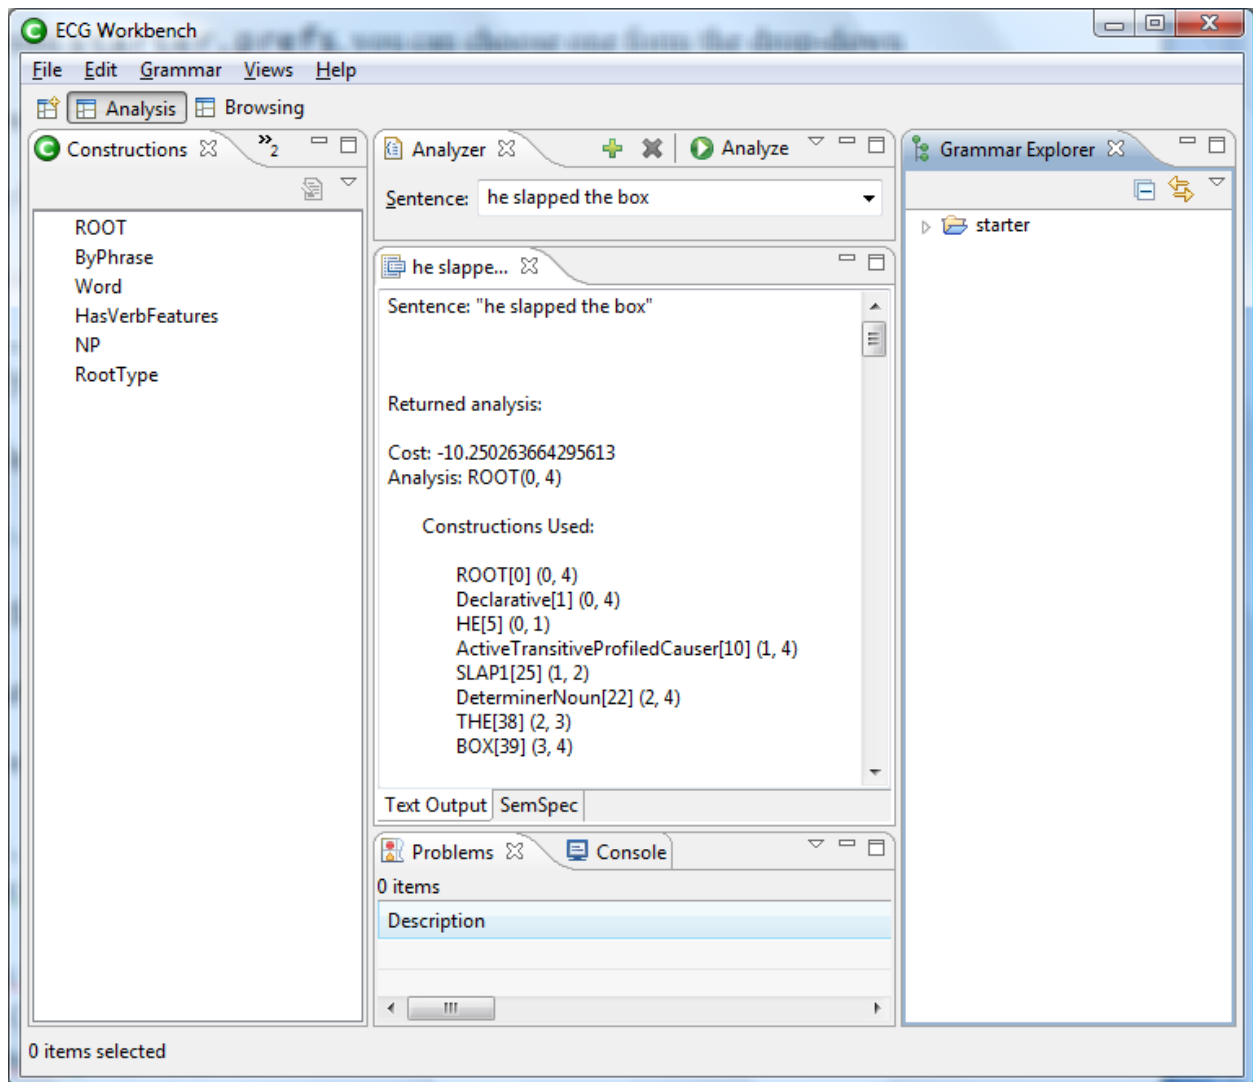 ECG Workbench
File Edit Grammar Views Help
Analysis Browsing
Constructions »2
ROOT
ByPhrase
Word
HasVerbFeatures
NP
RootType
Analyzer Analyze
Sentence: he slapped the box
he slappe...
Sentence: "he slapped the box"
Returned analysis:
Cost: -10.250263664295613
Analysis: ROOT(0, 4)
Constructions Used:
ROOT[0] (0, 4)
Declarative[1] (0, 4)
HE[5] (0, 1)
ActiveTransitiveProfiledCauser[10] (1, 4)
SLAP1[25] (1, 2)
DeterminerNoun[22] (2, 4)
THE[38] (2, 3)
BOX[39] (3, 4)
Text Output SemSpec
Problems Console
0 items
Description
Grammar Explorer
starter
0 items selected